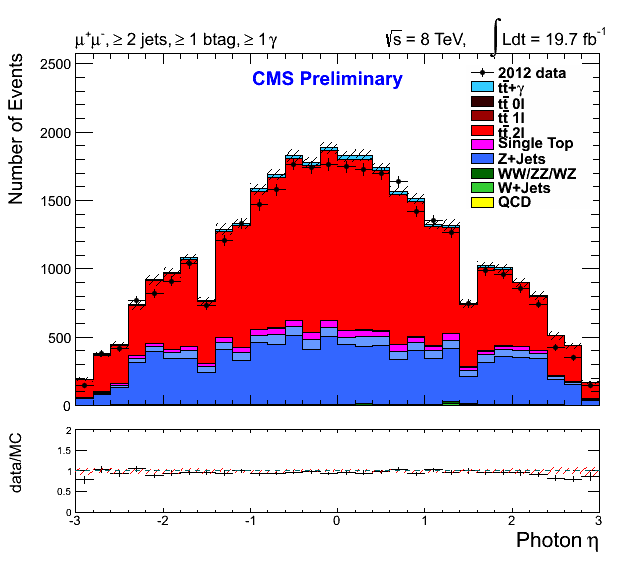 μ⁺μ⁻, ≥ 2 jets, ≥ 1 btag, ≥ 1 γ √s = 8 TeV, ∫ Ldt = 19.7 fb⁻¹
CMS Preliminary
2012 data
tt̄+γ
tt̄ 0l
tt̄ 1l
tt̄ 2l
Single Top
Z+Jets
WW/ZZ/WZ
W+Jets
QCD
Number of Events
2500
2000
1500
1000
500
0
data/MC
2
1.5
1
0.5
0
-3 -2 -1 0 1 2 3
Photon η